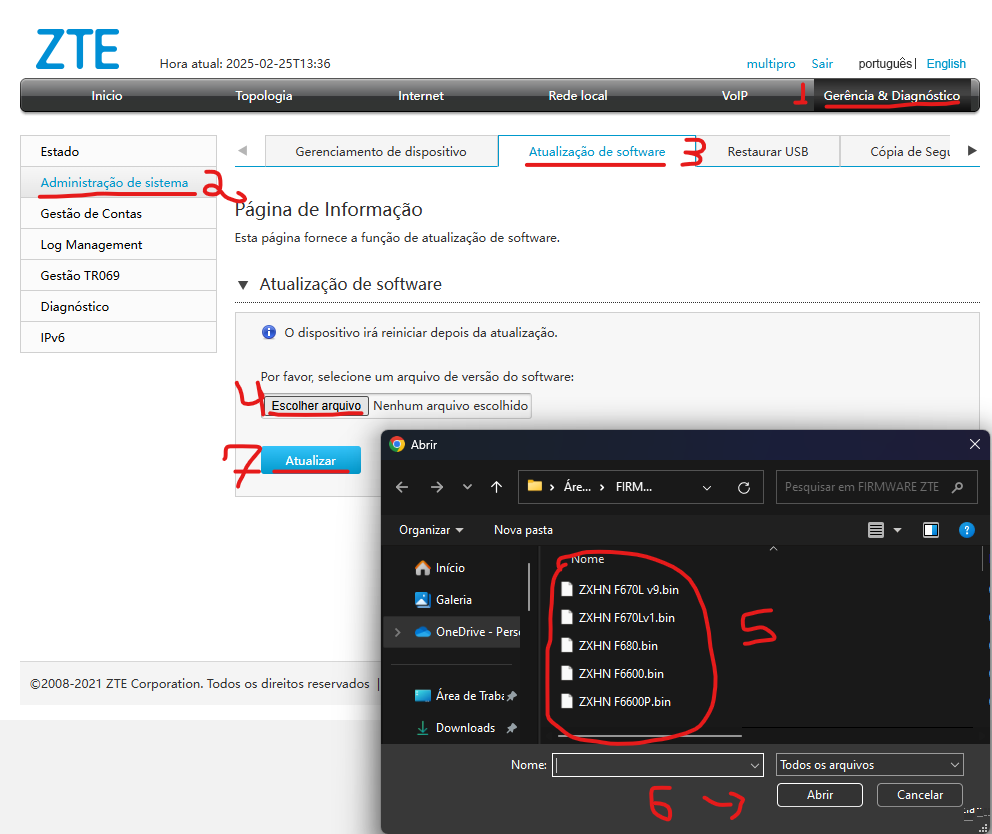 ZTE
Hora atual: 2025-02-25T13:36
multipro Sair português| English
Inicio Topologia Internet Rede local VoIP 1 Gerência & Diagnóstico
Estado
Administração de sistema 2
Gestão de Contas
Log Management
Gestão TR069
Diagnóstico
IPv6
Gerenciamento de dispositivo Atualização de software 3 Restaurar USB Cópia de Segu
Página de Informação
Esta página fornece a função de atualização de software.
Atualização de software
O dispositivo irá reiniciar depois da atualização.
Por favor, selecione um arquivo de versão do software:
4 Escolher arquivo Nenhum arquivo escolhido
7 Atualizar
Abrir
Áre... FIRM... Pesquisar em FIRMWARE ZTE
Organizar Nova pasta
Início
Galeria
OneDrive - Perso
Área de Traba
Downloads
Nome
ZXHN F670L v9.bin
ZXHN F670Lv1.bin
ZXHN F680.bin
ZXHN F6600.bin
ZXHN F6600P.bin
5
Nome: Todos os arquivos
6 Abrir Cancelar
©2008-2021 ZTE Corporation. Todos os direitos reservados |